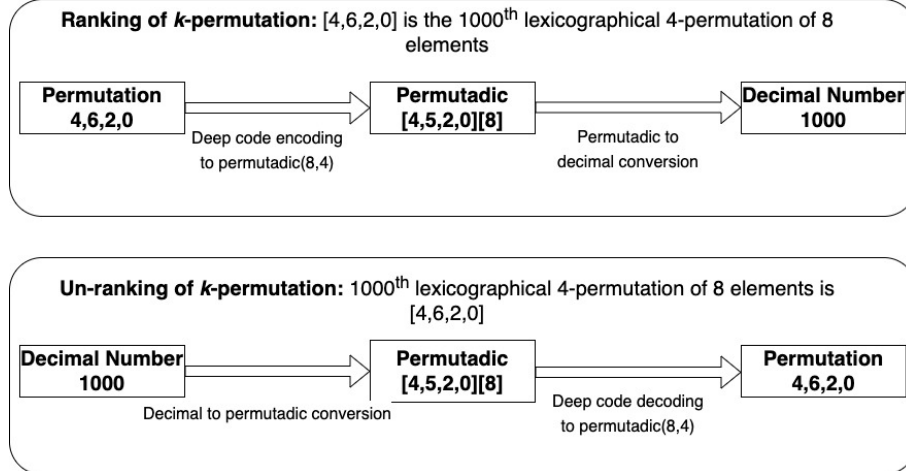 Ranking of k-permutation: [4,6,2,0] is the 1000th lexicographical 4-permutation of 8
elements
Permutation
4,6,2,0
Deep code encoding
to permutadic(8,4)
Permutadic
[4,5,2,0][8]
Permutadic to
decimal conversion
Decimal Number
1000
Un-ranking of k-permutation: 1000th lexicographical 4-permutation of 8 elements is
[4,6,2,0]
Decimal Number
1000
Decimal to permutadic conversion
Permutadic
[4,5,2,0][8]
Deep code decoding
to permutadic(8,4)
Permutation
4,6,2,0